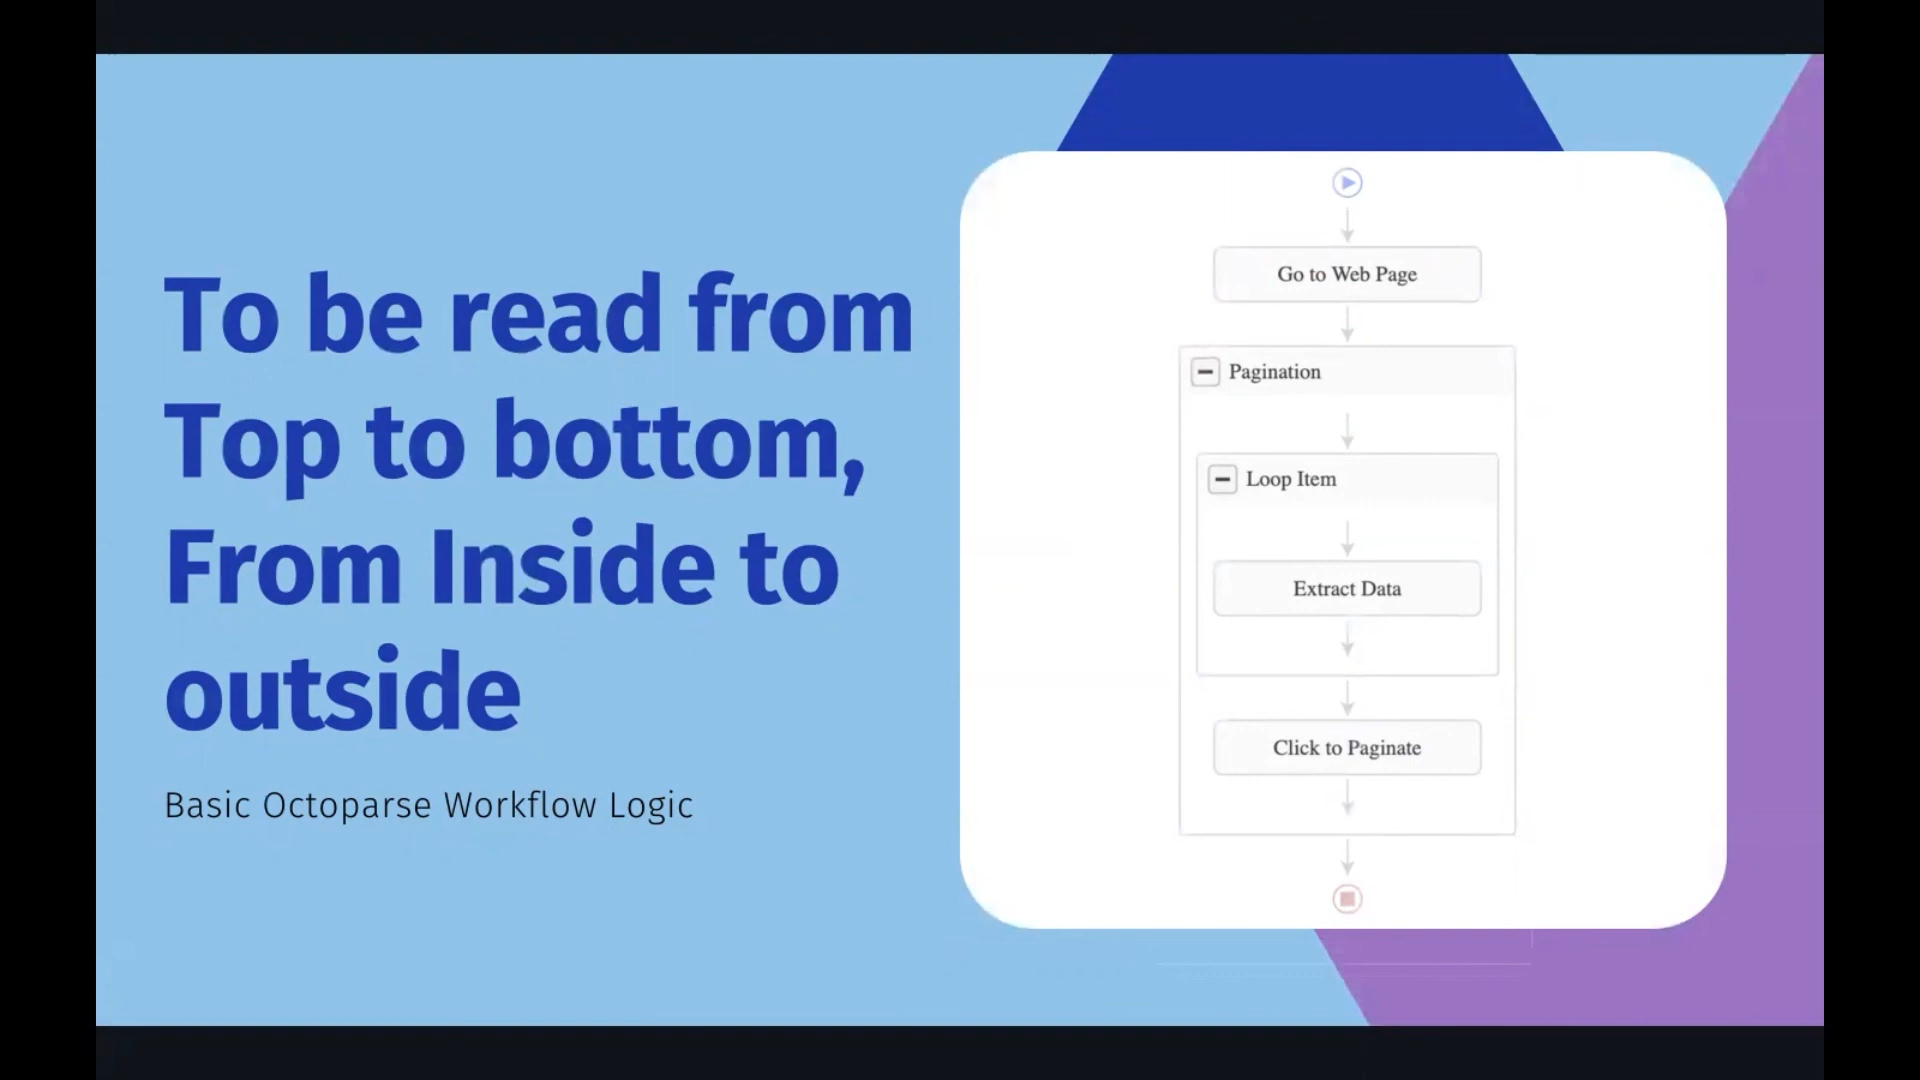 To be read from
Top to bottom,
From Inside to
outside
Basic Octoparse Workflow Logic
Go to Web Page
Pagination
Loop Item
Extract Data
Click to Paginate